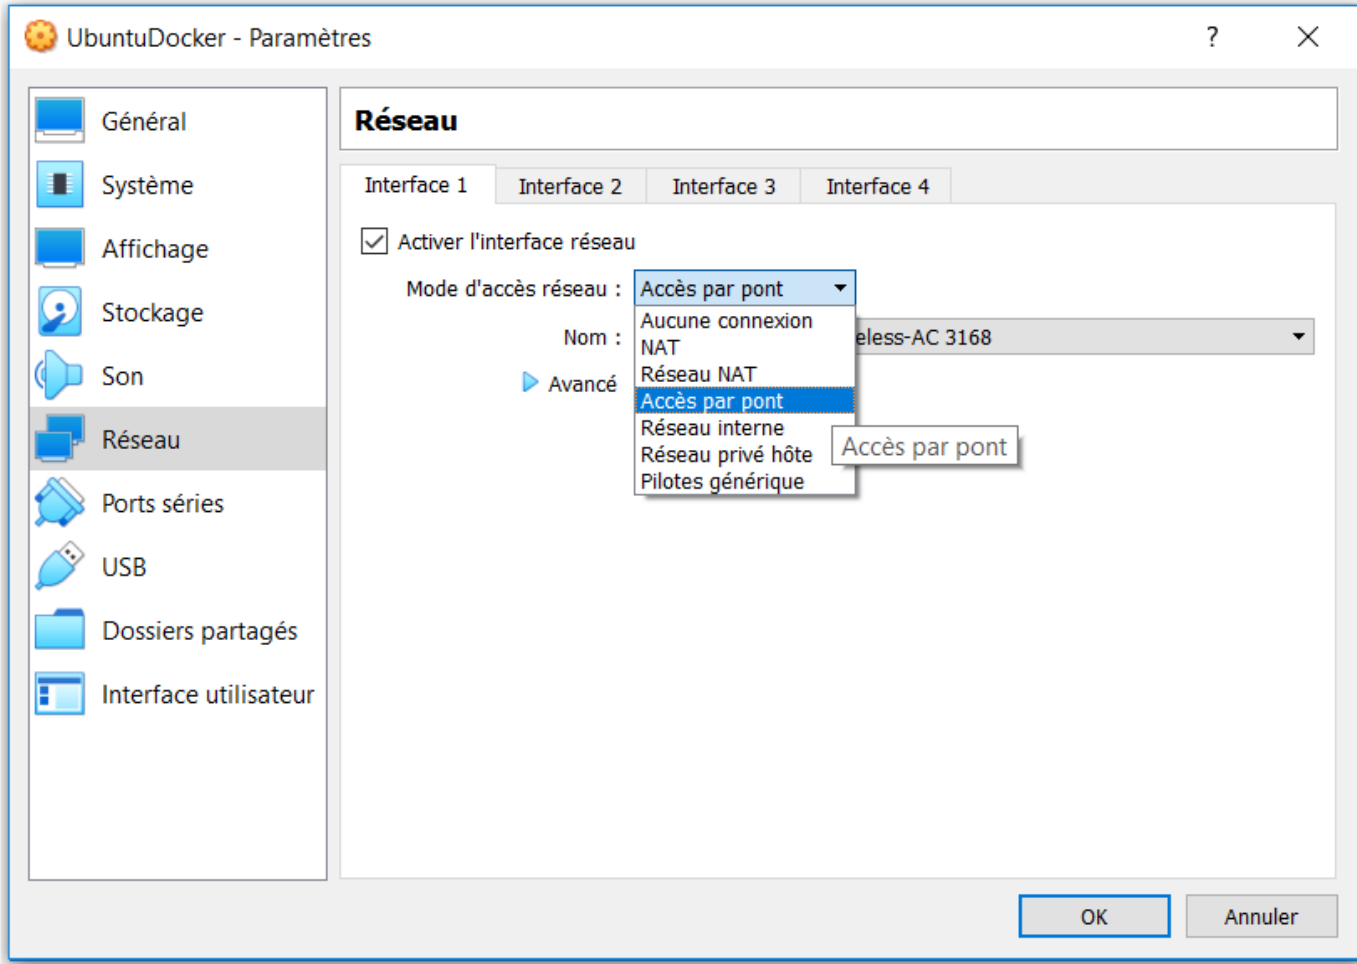 UbuntuDocker - Paramètres
?
Général
Système
Affichage
Stockage
Son
Réseau
Ports séries
USB
Dossiers partagés
Interface utilisateur
Réseau
Interface 1 Interface 2 Interface 3 Interface 4
Activer l'interface réseau
Mode d'accès réseau : Accès par pont
Aucune connexion
NAT
Réseau NAT
Accès par pont
Réseau interne
Réseau privé hôte
Pilotes générique
Nom : eless-AC 3168
Avancé
Accès par pont
OK Annuler